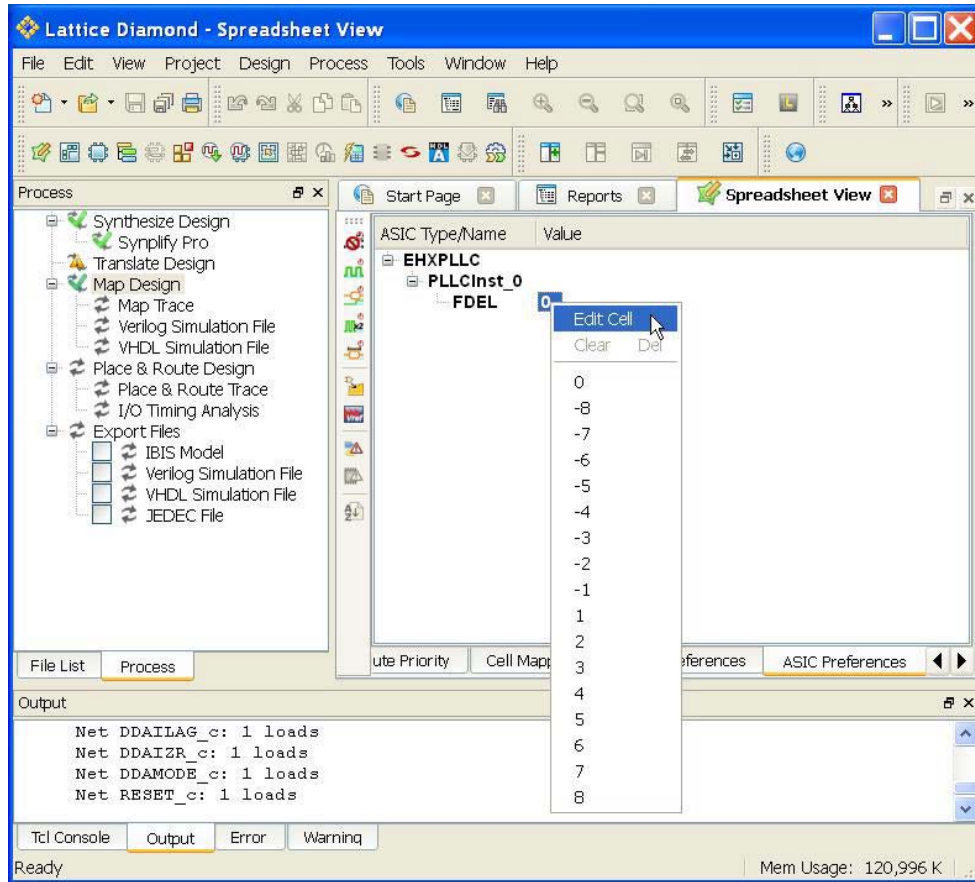 Lattice Diamond - Spreadsheet View
File Edit View Project Design Process Tools Window Help
Process
Start Page Reports Spreadsheet View
Synthesize Design
Synplify Pro
Translate Design
Map Design
Map Trace
Verilog Simulation File
VHDL Simulation File
Place & Route Design
Place & Route Trace
I/O Timing Analysis
Export Files
IBIS Model
Verilog Simulation File
VHDL Simulation File
JEDEC File
ASIC Type/Name Value
EHXPLLC
PLLCInst_0
FDEL 0
Edit Cell
Clear Del
0
-8
-7
-6
-5
-4
-3
-2
-1
1
2
3
4
5
6
7
8
File List Process
ute Priority Cell Mapp eferences ASIC Preferences
Output
Net DDAILAG_c: 1 loads
Net DDAIZR_c: 1 loads
Net DDAMODE_c: 1 loads
Net RESET_c: 1 loads
Tcl Console Output Error Warning
Ready Mem Usage: 120,996 K